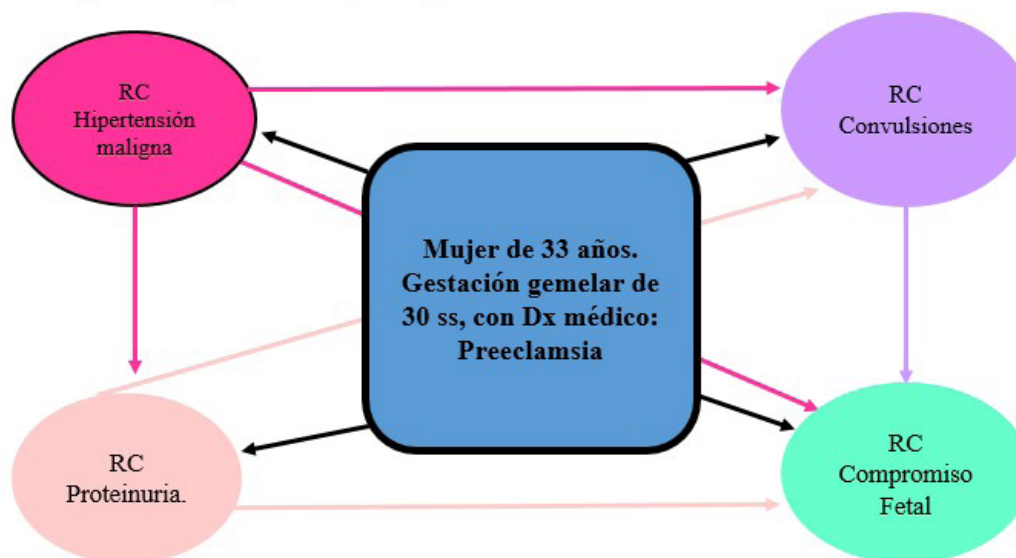 RC
Hipertensión
maligna
RC
Convulsiones
Mujer de 33 años.
Gestación gemelar de
30 ss, con Dx médico:
Preeclamsia
RC
Proteinuria.
RC
Compromiso
Fetal